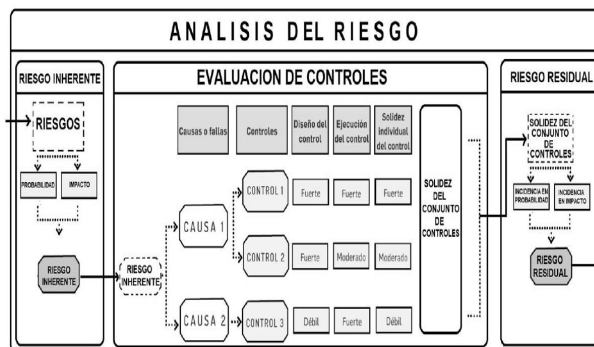 ANALISIS DEL RIESGO
RIESGO INHERENTE
RIESGOS
PROBABILIDAD
IMPACTO
RIESGO
INHERENTE
EVALUACION DE CONTROLES
Causas o fallas
Controles
Diseño del
control
Ejecución
del control
Solidez
individual
del control
RIESGO
INHERENTE
CAUSA 1
CONTROL 1
Fuerte
Fuerte
Fuerte
CONTROL 2
Fuerte
Moderado
Moderado
CAUSA 2
CONTROL 3
Débil
Fuerte
Débil
SOLIDEZ
DEL
CONJUNTO
DE
CONTROLES
RIESGO RESIDUAL
SOLIDEZ DEL
CONJUNTO
DE
CONTROLES
INCIDENCIA EN
PROBABILIDAD
INCIDENCIA
EN IMPACTO
RIESGO
RESIDUAL